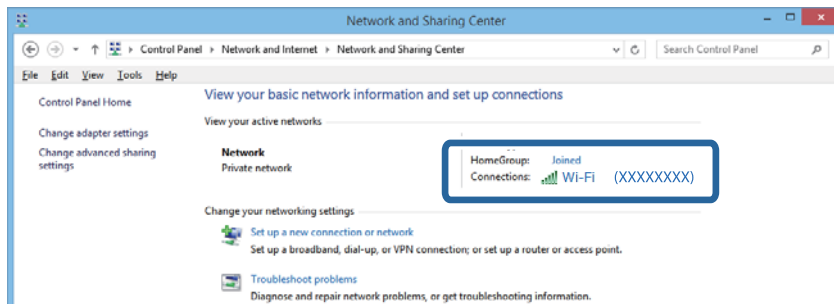 Network and Sharing Center
Control Panel ▸ Network and Internet ▸ Network and Sharing Center
Search Control Panel
File Edit View Tools Help
Control Panel Home
Change adapter settings
Change advanced sharing
settings
View your basic network information and set up connections
View your active networks
Network
Private network
HomeGroup: Joined
Connections: Wi-Fi (XXXXXXXX)
Change your networking settings
Set up a new connection or network
Set up a broadband, dial-up, or VPN connection; or set up a router or access point.
Troubleshoot problems
Diagnose and repair network problems, or get troubleshooting information.